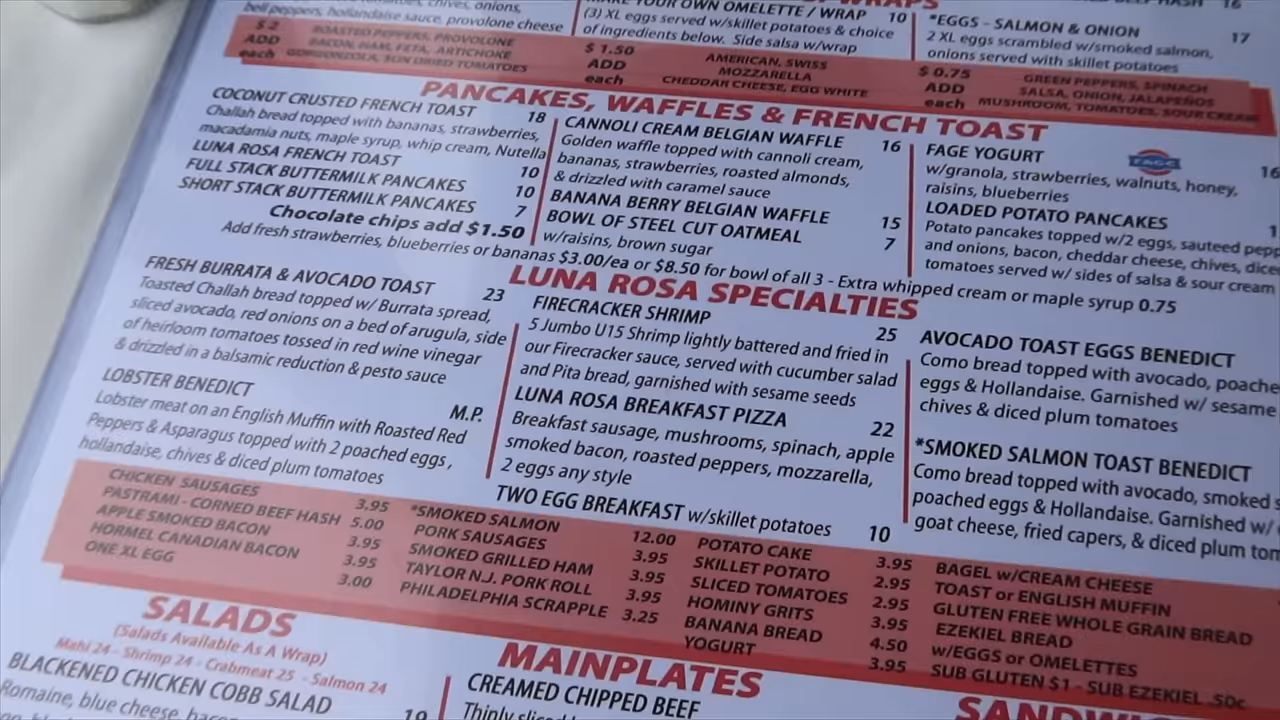 bell peppers, hollandaise sauce, provolone cheese
$ 2
ADD
each
ROASTED PEPPERS, PROVOLONE
BACON, HAM, FETA, ARTICHOKE
GORGONZOLA, SUN DRIED TOMATOES
YOUR OWN OMELETTE / WRAP 10
(3) XL eggs served w/skillet potatoes & choice
of ingredients below. Side salsa w/wrap
$ 1.50
ADD
each
AMERICAN, SWISS
MOZZARELLA
CHEDDAR CHEESE, EGG WHITE
*EGGS - SALMON & ONION 17
2 XL eggs scrambled w/smoked salmon,
onions served with skillet potatoes
$ 0.75
ADD
each
GREEN PEPPERS, SPINACH
SALSA, ONION, JALAPEÑOS
MUSHROOM, TOMATOES, SOUR CREAM
PANCAKES, WAFFLES & FRENCH TOAST
COCONUT CRUSTED FRENCH TOAST 18
Challah bread topped with bananas, strawberries,
macadamia nuts, maple syrup, whip cream, Nutella
LUNA ROSA FRENCH TOAST 10
FULL STACK BUTTERMILK PANCAKES 10
SHORT STACK BUTTERMILK PANCAKES 7
Chocolate chips add $1.50
CANNOLI CREAM BELGIAN WAFFLE 16
Golden waffle topped with cannoli cream,
bananas, strawberries, roasted almonds,
& drizzled with caramel sauce
BANANA BERRY BELGIAN WAFFLE 15
BOWL OF STEEL CUT OATMEAL 7
w/raisins, brown sugar
FAGE YOGURT 16
FAGE
w/granola, strawberries, walnuts, honey,
raisins, blueberries
LOADED POTATO PANCAKES
Potato pancakes topped w/2 eggs, sauteed
and onions, bacon, cheddar cheese, chives,
tomatoes served w/ sides of salsa & sour cream
Add fresh strawberries, blueberries or bananas $3.00/ea or $8.50 for bowl of all 3 - Extra whipped cream or maple syrup 0.75
LUNA ROSA SPECIALTIES
FRESH BURRATA & AVOCADO TOAST 23
Toasted Challah bread topped w/ Burrata spread,
sliced avocado, red onions on a bed of arugula, side
of heirloom tomatoes tossed in red wine vinegar
& drizzled in a balsamic reduction & pesto sauce
LOBSTER BENEDICT M.P.
Lobster meat on an English Muffin with Roasted Red
Peppers & Asparagus topped with 2 poached eggs,
hollandaise, chives & diced plum tomatoes
FIRECRACKER SHRIMP 25
5 Jumbo U15 Shrimp lightly battered and fried in
our Firecracker sauce, served with cucumber salad
and Pita bread, garnished with sesame seeds
LUNA ROSA BREAKFAST PIZZA 22
Breakfast sausage, mushrooms, spinach, apple
smoked bacon, roasted peppers, mozzarella,
2 eggs any style
TWO EGG BREAKFAST w/skillet potatoes 10
AVOCADO TOAST EGGS BENEDICT
Como bread topped with avocado,
eggs & Hollandaise. Garnished w/ sesame
chives & diced plum tomatoes
*SMOKED SALMON TOAST BENEDICT
Como bread topped with avocado, smoked
poached eggs & Hollandaise. Garnished w/
goat cheese, fried capers, & diced plum
CHICKEN SAUSAGES 3.95
PASTRAMI - CORNED BEEF HASH 5.00
APPLE SMOKED BACON 3.95
HORMEL CANADIAN BACON 3.95
ONE XL EGG 3.00
*SMOKED SALMON 12.00
PORK SAUSAGES 3.95
SMOKED GRILLED HAM 3.95
TAYLOR N.J. PORK ROLL 3.95
PHILADELPHIA SCRAPPLE 3.25
POTATO CAKE 3.95
SKILLET POTATO 2.95
SLICED TOMATOES 2.95
HOMINY GRITS 3.95
BANANA BREAD 4.50
YOGURT 3.95
BAGEL w/CREAM CHEESE
TOAST or ENGLISH MUFFIN
GLUTEN FREE WHOLE GRAIN BREAD
EZEKIEL BREAD
w/EGGS or OMELETTES
SUB GLUTEN $1 - SUB EZEKIEL .50c
SALADS
(Salads Available As A Wrap)
Mahi 24 - Shrimp 24 - Crabmeat 25 - Salmon 24
BLACKENED CHICKEN COBB SALAD 19
Romaine, blue cheese,
MAINPLATES
CREAMED CHIPPED BEEF
Thinly